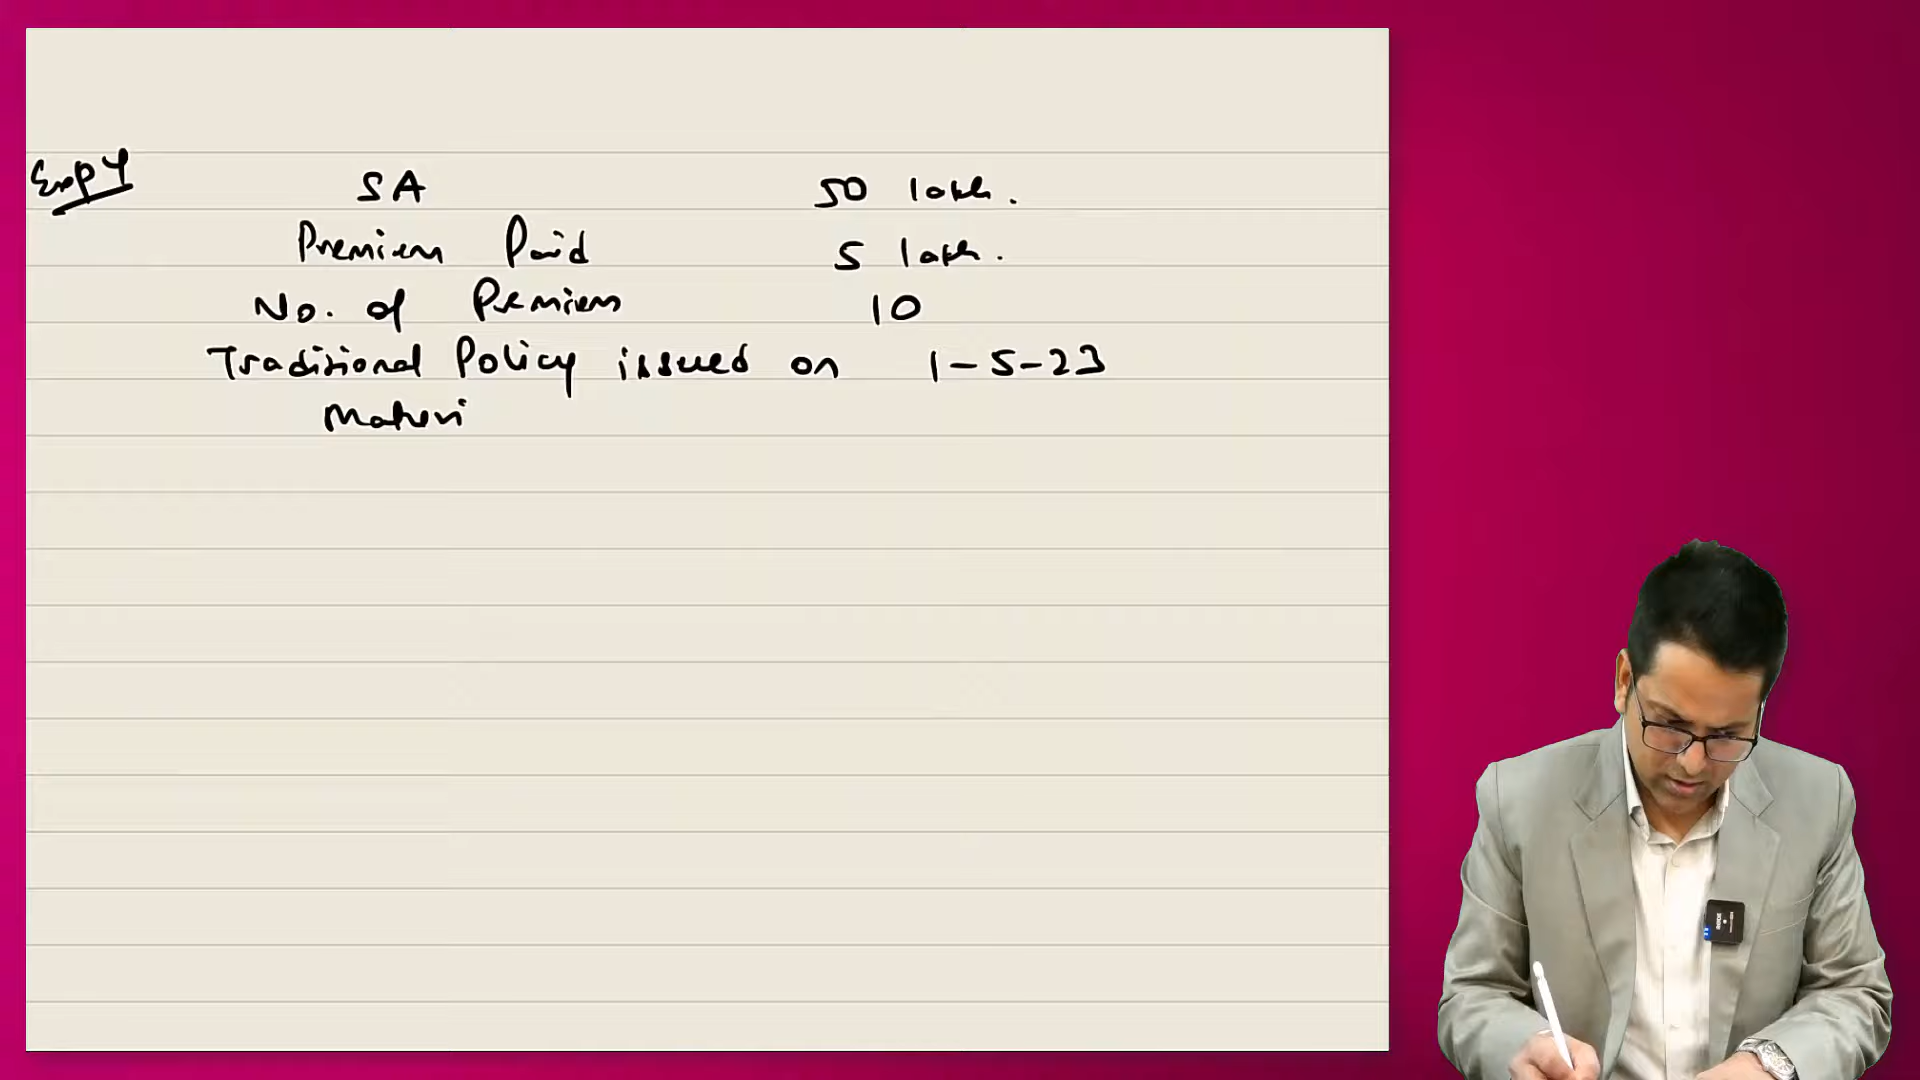 Exp 4
SA 50 lakh.
Premium Paid 5 lakh.
No. of Premium 10
Traditional Policy issued on 1-5-23
Maturi